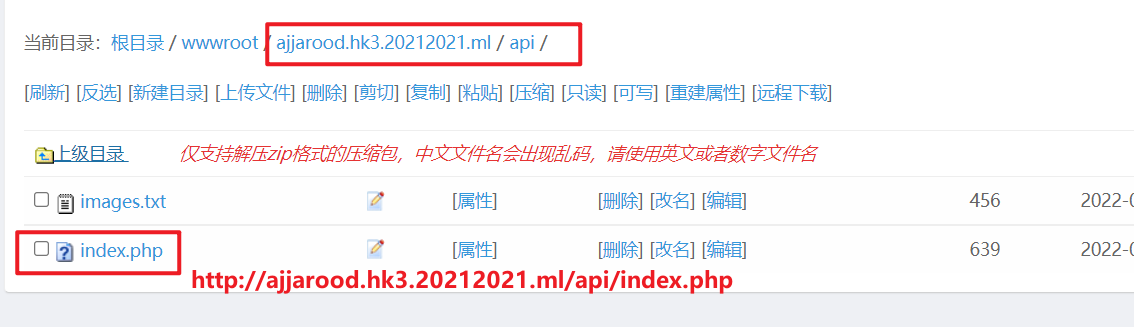 当前目录：根目录 / wwwroot / ajjarood.hk3.20212021.ml / api /
[刷新] [反选] [新建目录] [上传文件] [删除] [剪切] [复制] [粘贴] [压缩] [只读] [可写] [重建属性] [远程下载]
上级目录 仅支持解压zip格式的压缩包，中文文件名会出现乱码，请使用英文或者数字文件名
images.txt [属性] [删除] [改名] [编辑] 456 2022-0
index.php [属性] [删除] [改名] [编辑] 639 2022-0
http://ajjarood.hk3.20212021.ml/api/index.php